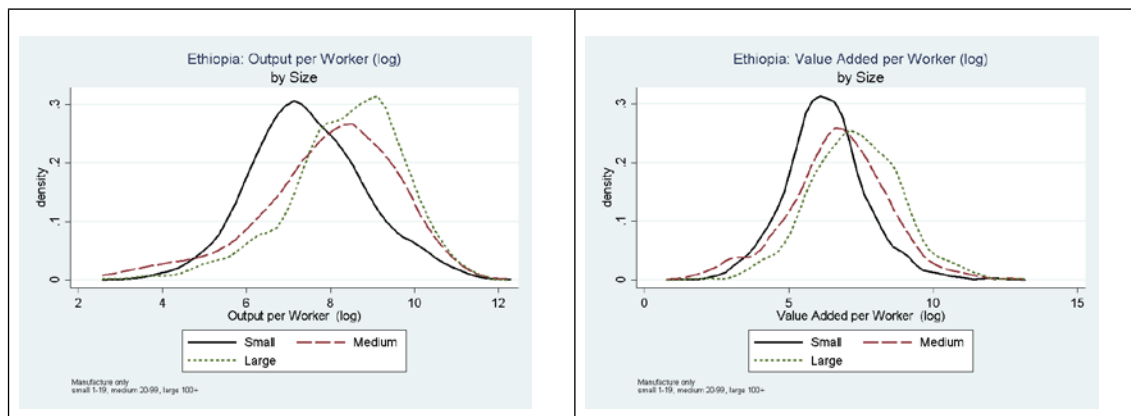 Ethiopia: Output per Worker (log)
by Size
density
0 .1 .2 .3
2 4 6 8 10 12
Output per Worker (log)
Small Medium
Large
Manufacture only
small 1-19, medium 20-99, large 100+
Ethiopia: Value Added per Worker (log)
by Size
density
0 .1 .2 .3
0 5 10 15
Value Added per Worker (log)
Small Medium
Large
Manufacture only
small 1-19, medium 20-99, large 100+